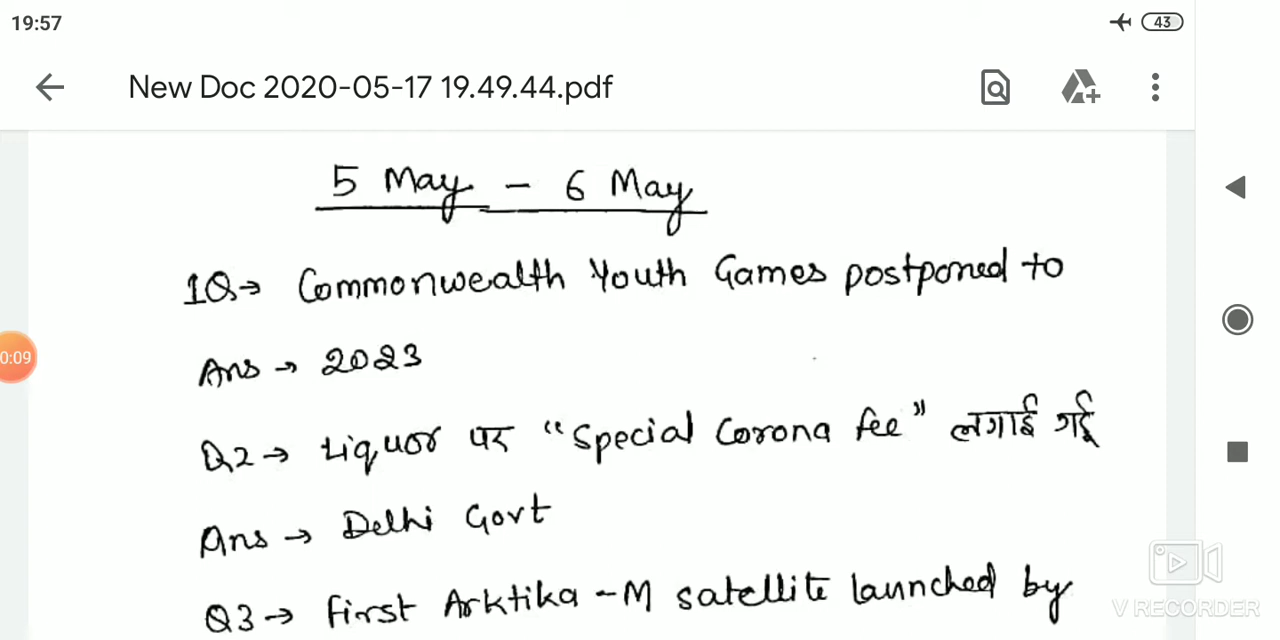 19:57
43
New Doc 2020-05-17 19.49.44.pdf
5 May - 6 May
1Q→ Commonwealth Youth Games postponed to
0:09
Ans → 2023
Q2→ Liquor पर "Special Corona fee" लगाई गई
Ans → Delhi Govt
Q3→ first Arktika-M satellite launched by
V RECORDER